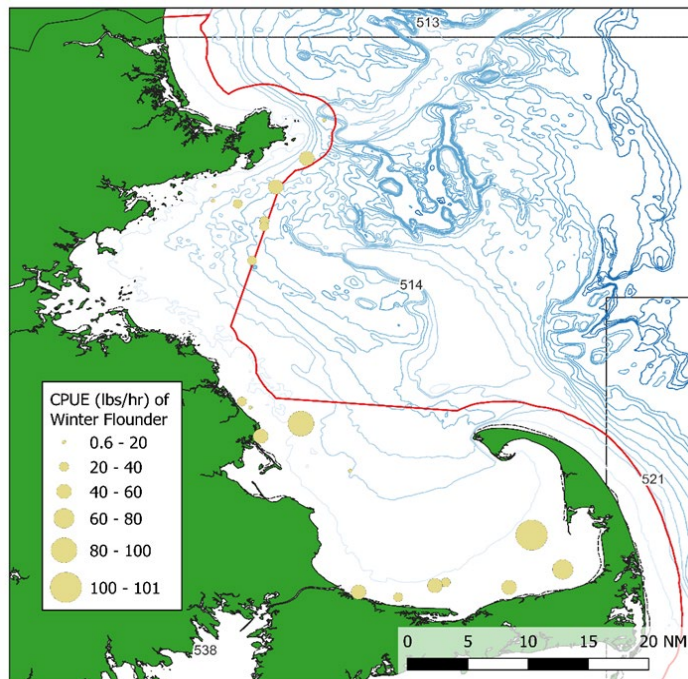 513
514
521
CPUE (lbs/hr) of
Winter Flounder
0.6 - 20
20 - 40
40 - 60
60 - 80
80 - 100
100 - 101
538
0 5 10 15 20 NM